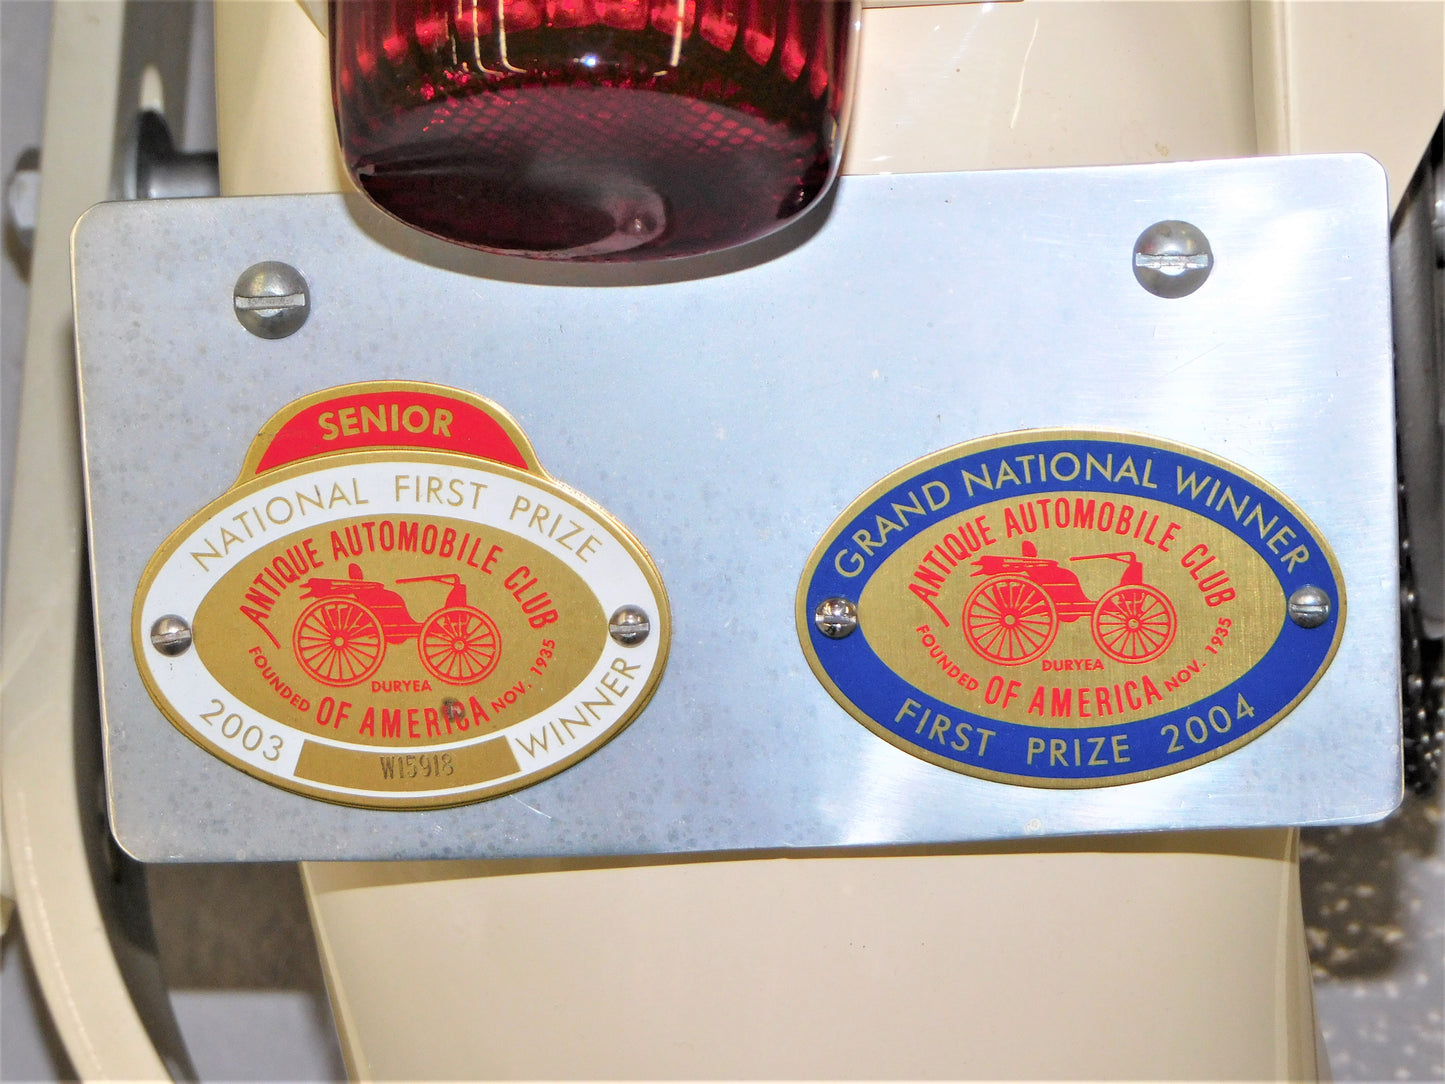 SENIOR
NATIONAL FIRST PRIZE
ANTIQUE AUTOMOBILE CLUB
DURYEA
FOUNDED OF AMERICA NOV. 1935
2003 WINNER
W15918
GRAND NATIONAL WINNER
ANTIQUE AUTOMOBILE CLUB
DURYEA
FOUNDED OF AMERICA NOV. 1935
FIRST PRIZE 2004